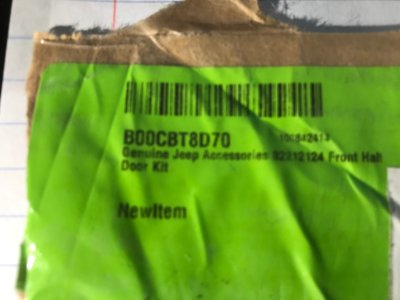 B00CBT8D70
Genuine Jeep Accessories 82212124 Front Half
Door Kit
NewItem